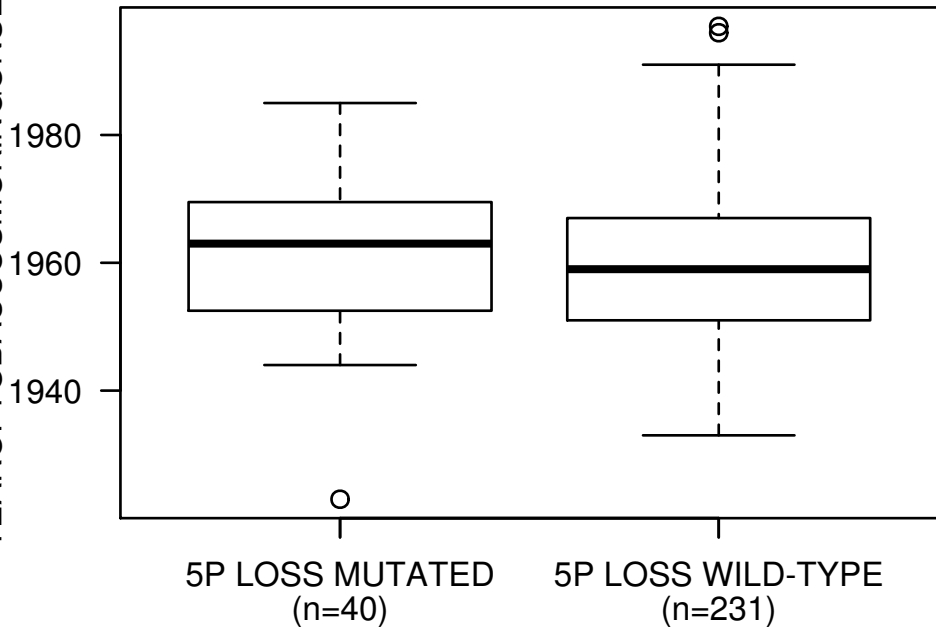 1980
1960
1940
5P LOSS MUTATED
(n=40)
5P LOSS WILD-TYPE
(n=231)